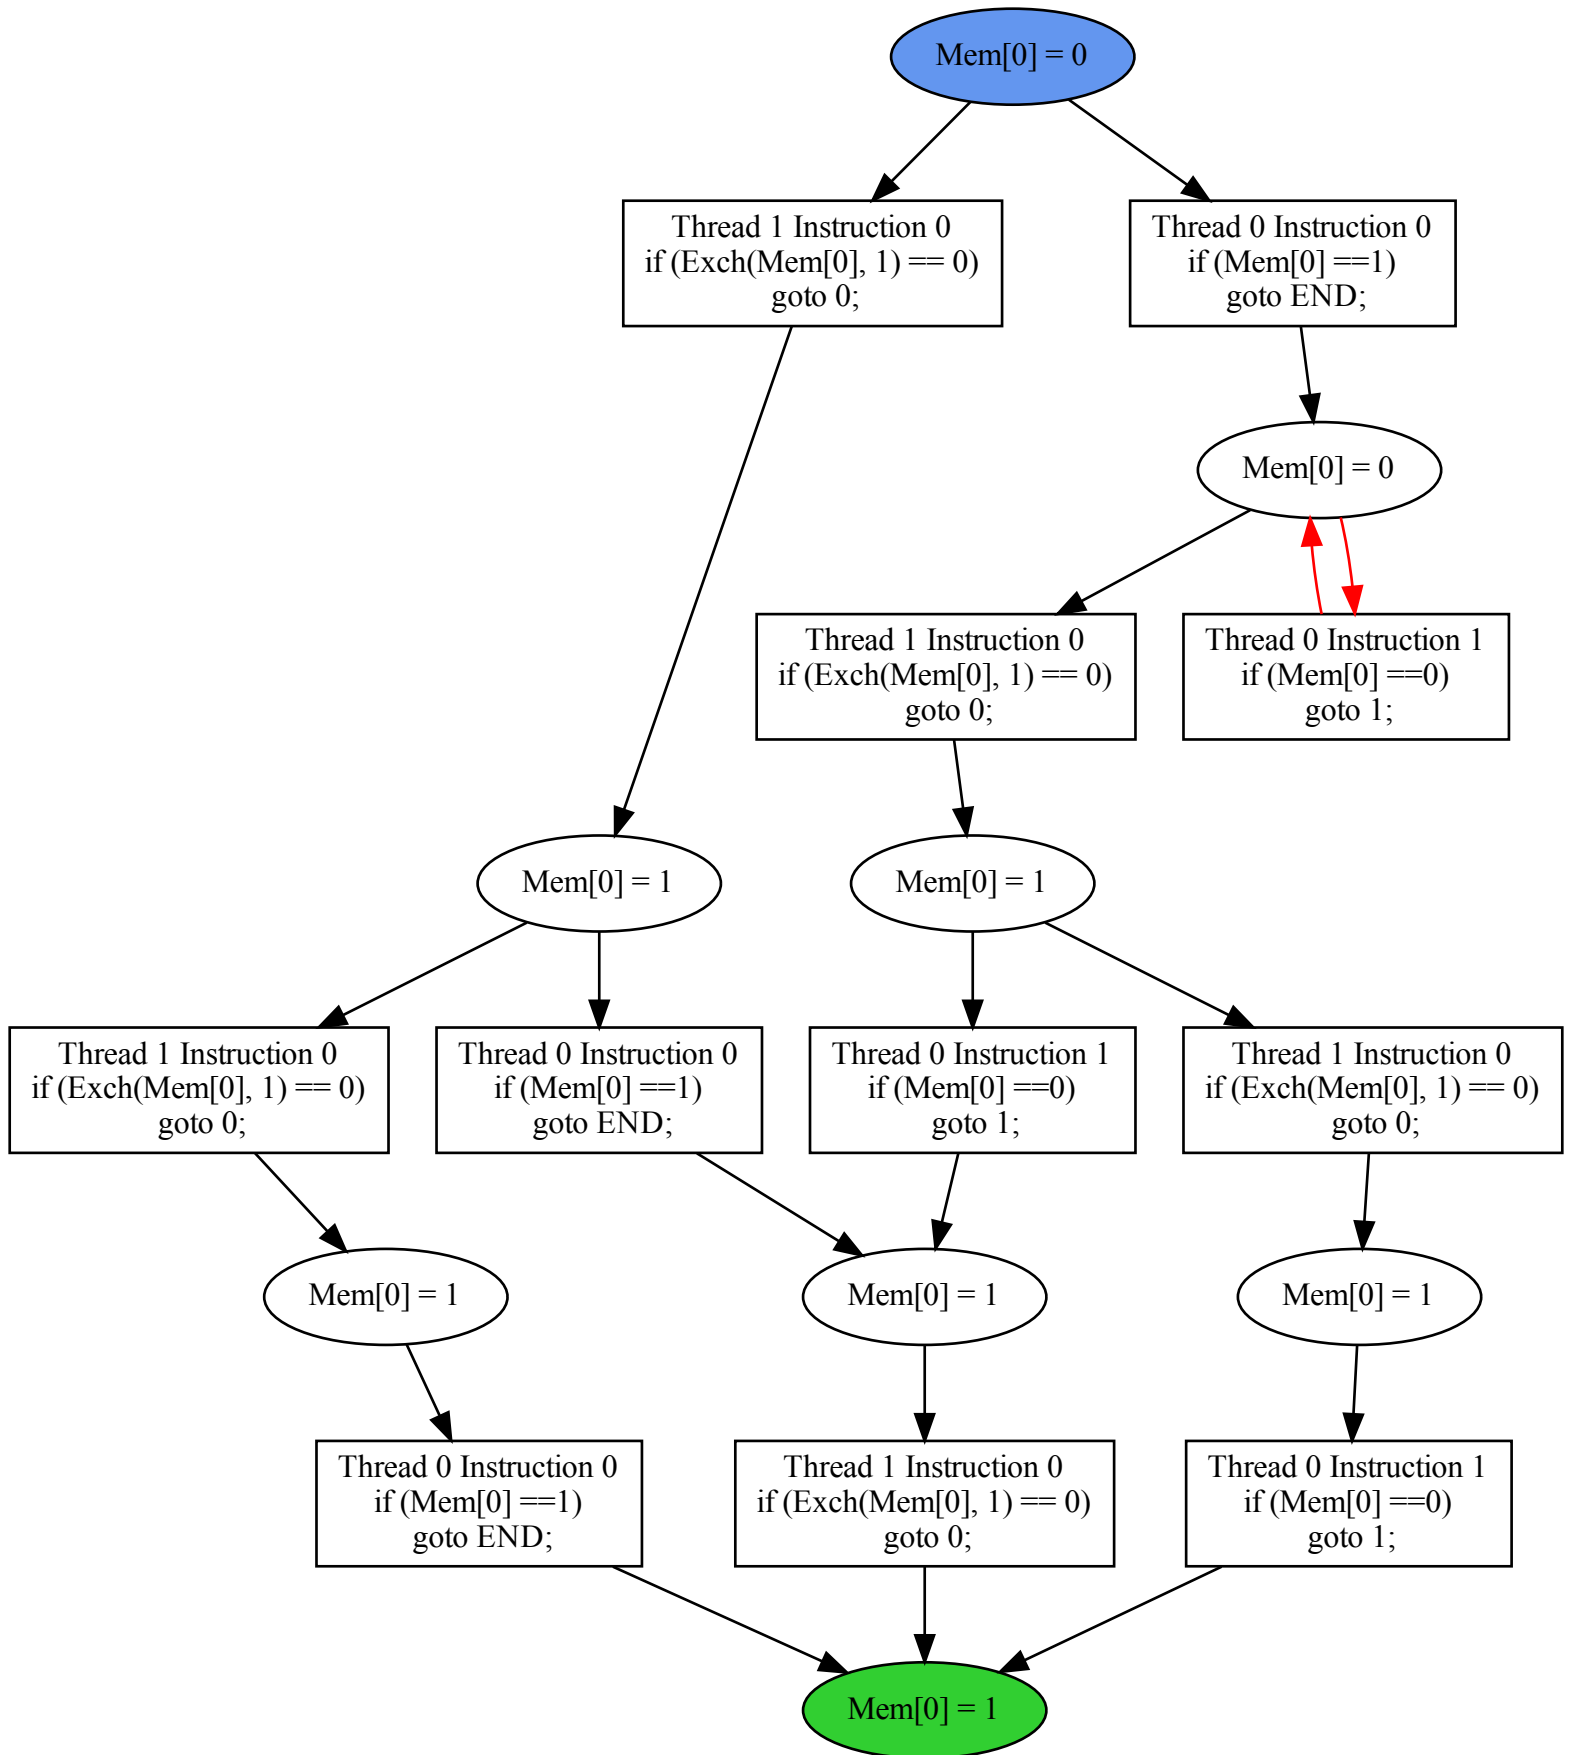 Mem[0] = 0
Thread 1 Instruction 0
if (Exch(Mem[0], 1) == 0)
goto 0;
Thread 0 Instruction 0
if (Mem[0] ==1)
goto END;
Mem[0] = 0
Thread 1 Instruction 0
if (Exch(Mem[0], 1) == 0)
goto 0;
Thread 0 Instruction 1
if (Mem[0] ==0)
goto 1;
Mem[0] = 1
Mem[0] = 1
Thread 1 Instruction 0
if (Exch(Mem[0], 1) == 0)
goto 0;
Thread 0 Instruction 0
if (Mem[0] ==1)
goto END;
Thread 0 Instruction 1
if (Mem[0] ==0)
goto 1;
Thread 1 Instruction 0
if (Exch(Mem[0], 1) == 0)
goto 0;
Mem[0] = 1
Mem[0] = 1
Mem[0] = 1
Thread 0 Instruction 0
if (Mem[0] ==1)
goto END;
Thread 1 Instruction 0
if (Exch(Mem[0], 1) == 0)
goto 0;
Thread 0 Instruction 1
if (Mem[0] ==0)
goto 1;
Mem[0] = 1